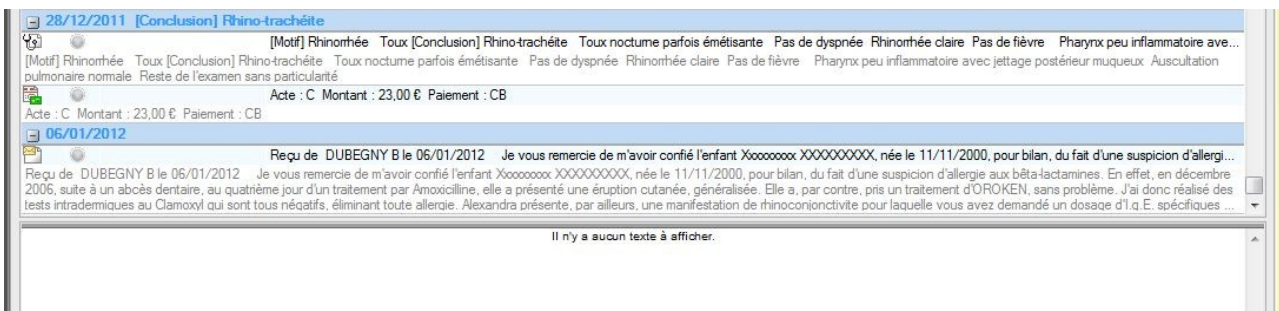 28/12/2011 [Conclusion] Rhino-trachéite
[Motif] Rhinorrhée Toux [Conclusion] Rhino-trachéite Toux nocturne parfois émétisante Pas de dyspnée Rhinorrhée claire Pas de fièvre Pharynx peu inflammatoire ave...
[Motif] Rhinorrhée Toux [Conclusion] Rhino-trachéite Toux nocturne parfois émétisante Pas de dyspnée Rhinorrhée claire Pas de fièvre Pharynx peu inflammatoire avec jettage postérieur muqueux Auscultation
pulmonaire normale Reste de l'examen sans particularité
Acte : C Montant : 23,00 € Paiement : CB
Acte : C Montant : 23,00 € Paiement : CB
06/01/2012
Reçu de DUBEGNY B le 06/01/2012 Je vous remercie de m'avoir confié l'enfant Xxxxxxxxx XXXXXXXXX, née le 11/11/2000, pour bilan, du fait d'une suspicion d'allergi...
Reçu de DUBEGNY B le 06/01/2012 Je vous remercie de m'avoir confié l'enfant Xxxxxxxxx XXXXXXXXX, née le 11/11/2000, pour bilan, du fait d'une suspicion d'allergie aux bêta-lactamines. En effet, en décembre
2006, suite à un abcès dentaire, au quatrième jour d'un traitement par Amoxicilline, elle a présenté une éruption cutanée, généralisée. Elle a, par contre, pris un traitement d'OROKEN, sans problème. J'ai donc réalisé des
tests intradermiques au Clamoxyl qui sont tous négatifs, éliminant toute allergie. Alexandra présente, par ailleurs, une manifestation de rhinoconjonctivite pour laquelle vous avez demandé un dosage d'I.g.E. spécifiques ...
Il n'y a aucun texte à afficher.